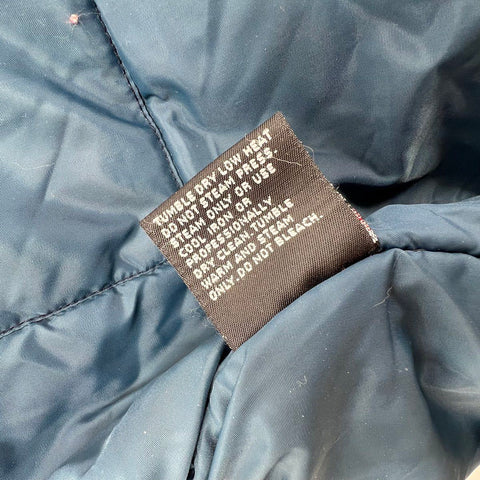 TUMBLE DRY LOW HEAT
DO NOT STEAM PRESS-
STEAM ONLY OR USE
COOL IRON OR
PROFESSIONALLY
DRY CLEAN, TUMBLE
WARM AND STEAM
ONLY. DO NOT BLEACH.